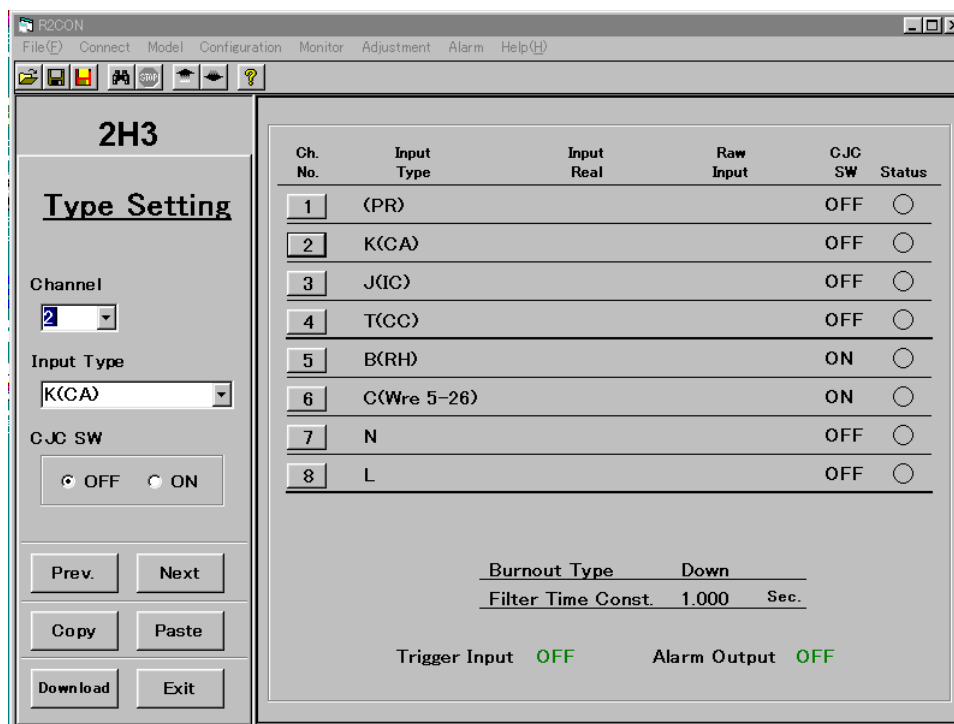 R2CON
File(F) Connect Model Configuration Monitor Adjustment Alarm Help(H)
STOP
2H3
Type Setting
Channel
2
Input Type
K(CA)
CJC SW
OFF ON
Prev. Next
Copy Paste
Download Exit
Ch. No. Input Type Input Real Raw Input CJC SW Status
1 (PR) OFF
2 K(CA) OFF
3 J(IC) OFF
4 T(CC) OFF
5 B(RH) ON
6 C(Wre 5-26) ON
7 N OFF
8 L OFF
Burnout Type Down
Filter Time Const. 1.000 Sec.
Trigger Input OFF Alarm Output OFF